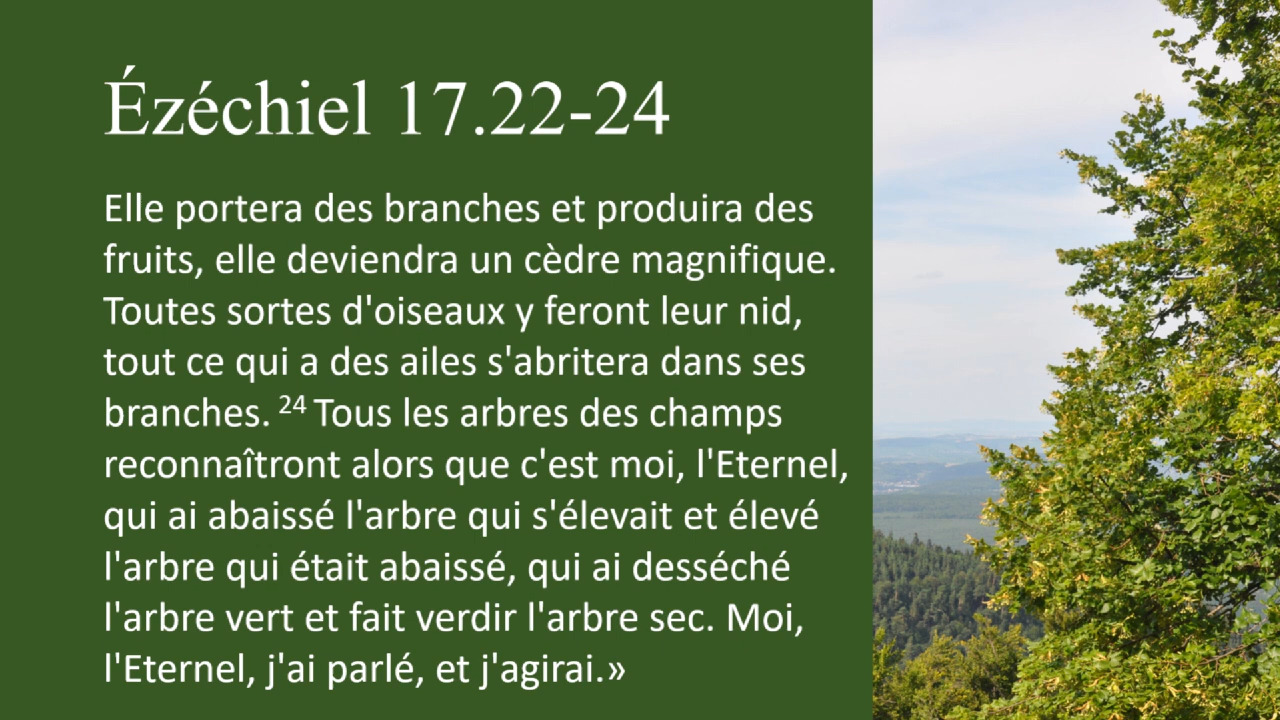 Ézéchiel 17.22-24
Elle portera des branches et produira des
fruits, elle deviendra un cèdre magnifique.
Toutes sortes d'oiseaux y feront leur nid,
tout ce qui a des ailes s'abritera dans ses
branches. 24 Tous les arbres des champs
reconnaîtront alors que c'est moi, l'Eternel,
qui ai abaissé l'arbre qui s'élevait et élevé
l'arbre qui était abaissé, qui ai desséché
l'arbre vert et fait verdir l'arbre sec. Moi,
l'Eternel, j'ai parlé, et j'agirai.»